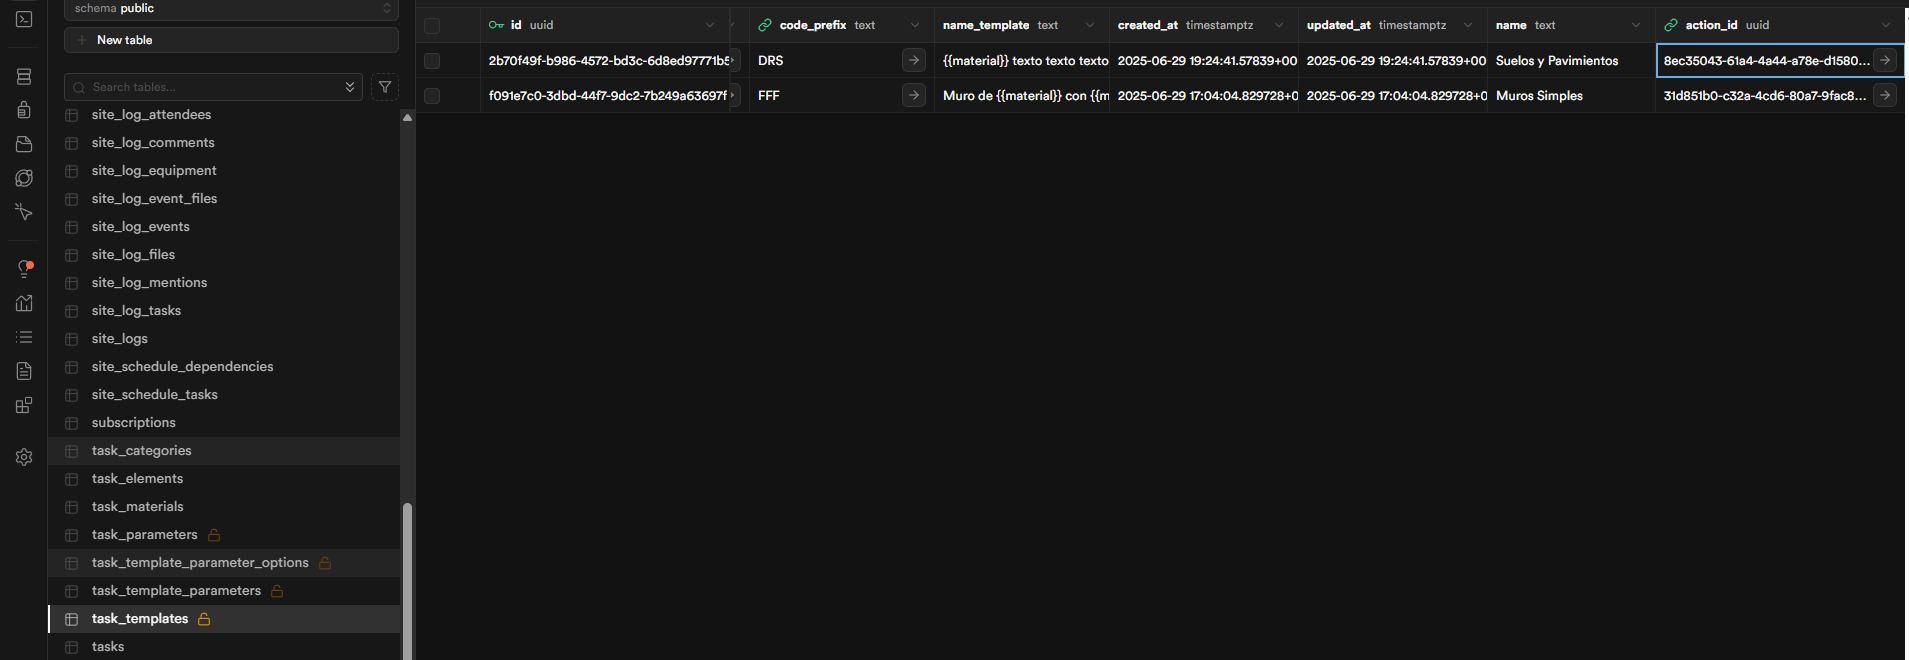 schema public
New table
Search tables...
site_log_attendees
site_log_comments
site_log_equipment
site_log_event_files
site_log_events
site_log_files
site_log_mentions
site_log_tasks
site_logs
site_schedule_dependencies
site_schedule_tasks
subscriptions
task_categories
task_elements
task_materials
task_parameters
task_template_parameter_options
task_template_parameters
task_templates
tasks
id uuid code_prefix text name_template text created_at timestamptz updated_at timestamptz name text action_id uuid
2b70f49f-b986-4572-bd3c-6d8ed97771b5 DRS {{material}} texto texto texto 2025-06-29 19:24:41.57839+00 2025-06-29 19:24:41.57839+00 Suelos y Pavimientos 8ec35043-61a4-4a44-a78e-d1580...
f091e7c0-3dbd-44f7-9dc2-7b249a63697f FFF Muro de {{material}} con {{m 2025-06-29 17:04:04.829728+0 2025-06-29 17:04:04.829728+0 Muros Simples 31d851b0-c32a-4cd6-80a7-9fac8...